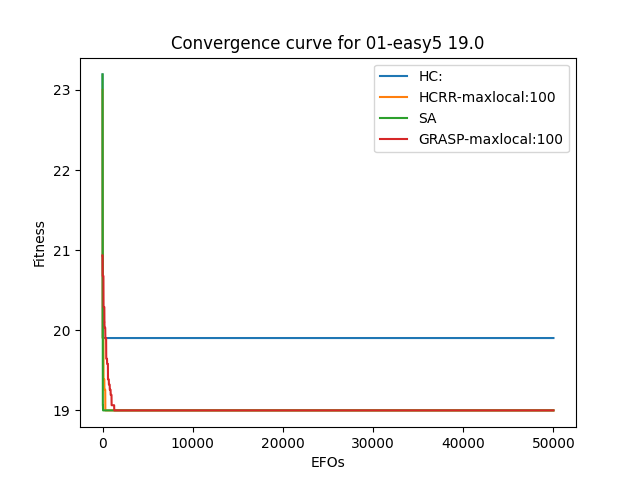 Convergence curve for 01-easy5 19.0
HC:
HCRR-maxlocal:100
SA
GRASP-maxlocal:100
Fitness
23
22
21
20
19
0 10000 20000 30000 40000 50000
EFOs